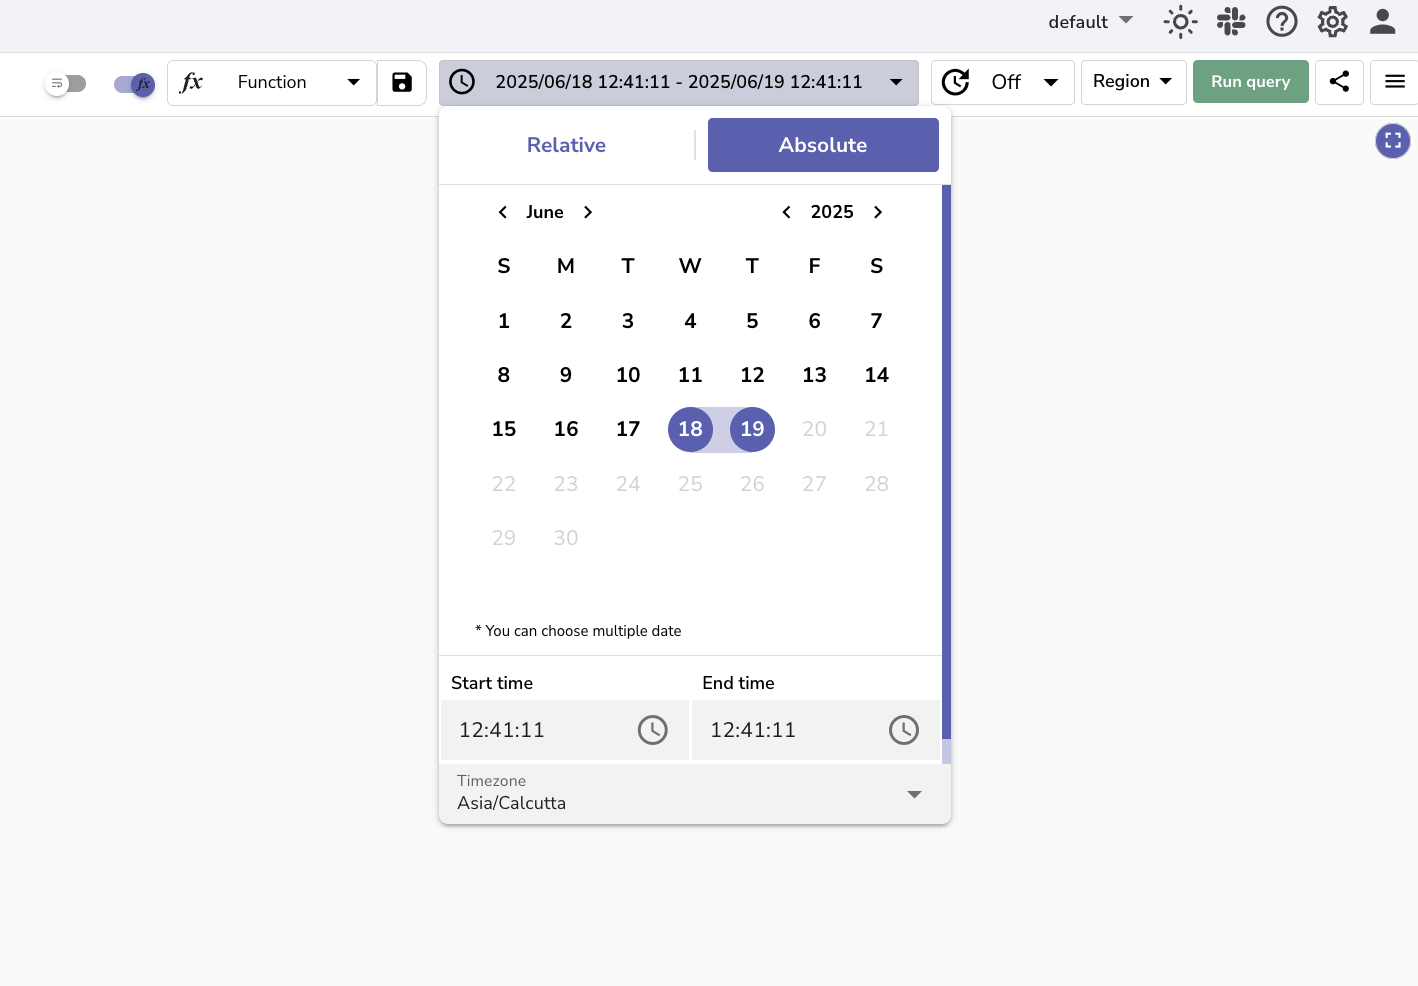 default
fx
fx Function
2025/06/18 12:41:11 - 2025/06/19 12:41:11
Off
Region
Run query
Relative
Absolute
June
2025
S M T W T F S
1 2 3 4 5 6 7
8 9 10 11 12 13 14
15 16 17 18 19 20 21
22 23 24 25 26 27 28
29 30
* You can choose multiple date
Start time
End time
12:41:11
12:41:11
Timezone
Asia/Calcutta